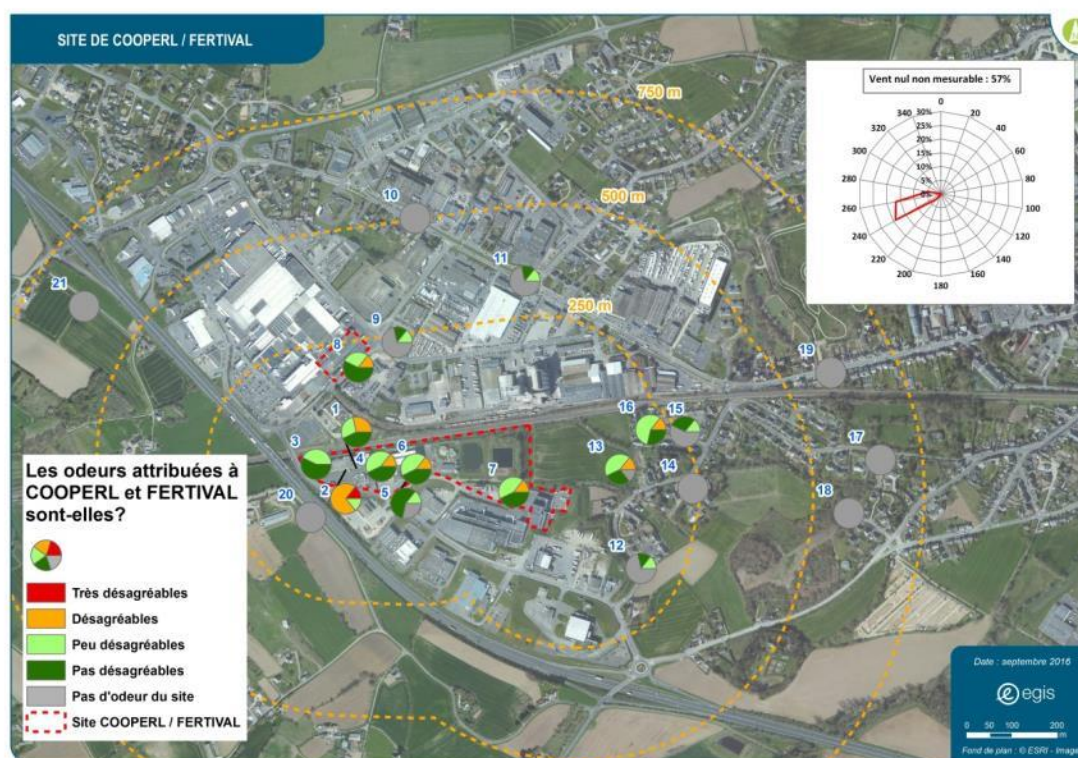 SITE DE COOPERL / FERTIVAL
Vent nul non mesurable : 57%
0
20
40
60
80
100
120
140
160
180
200
220
240
260
280
300
320
340
30%
25%
20%
15%
10%
5%
0%
750 m
500 m
250 m
10
11
21
9
8
19
1
16
15
3
4
6
13
17
7
14
2
5
20
18
12
Les odeurs attribuées à
COOPERL et FERTIVAL
sont-elles?
Très désagréables
Désagréables
Peu désagréables
Pas désagréables
Pas d'odeur du site
Site COOPERL / FERTIVAL
Date : septembre 2016
egis
0 50 100 200
m
Fond de plan : © ESRI - Image